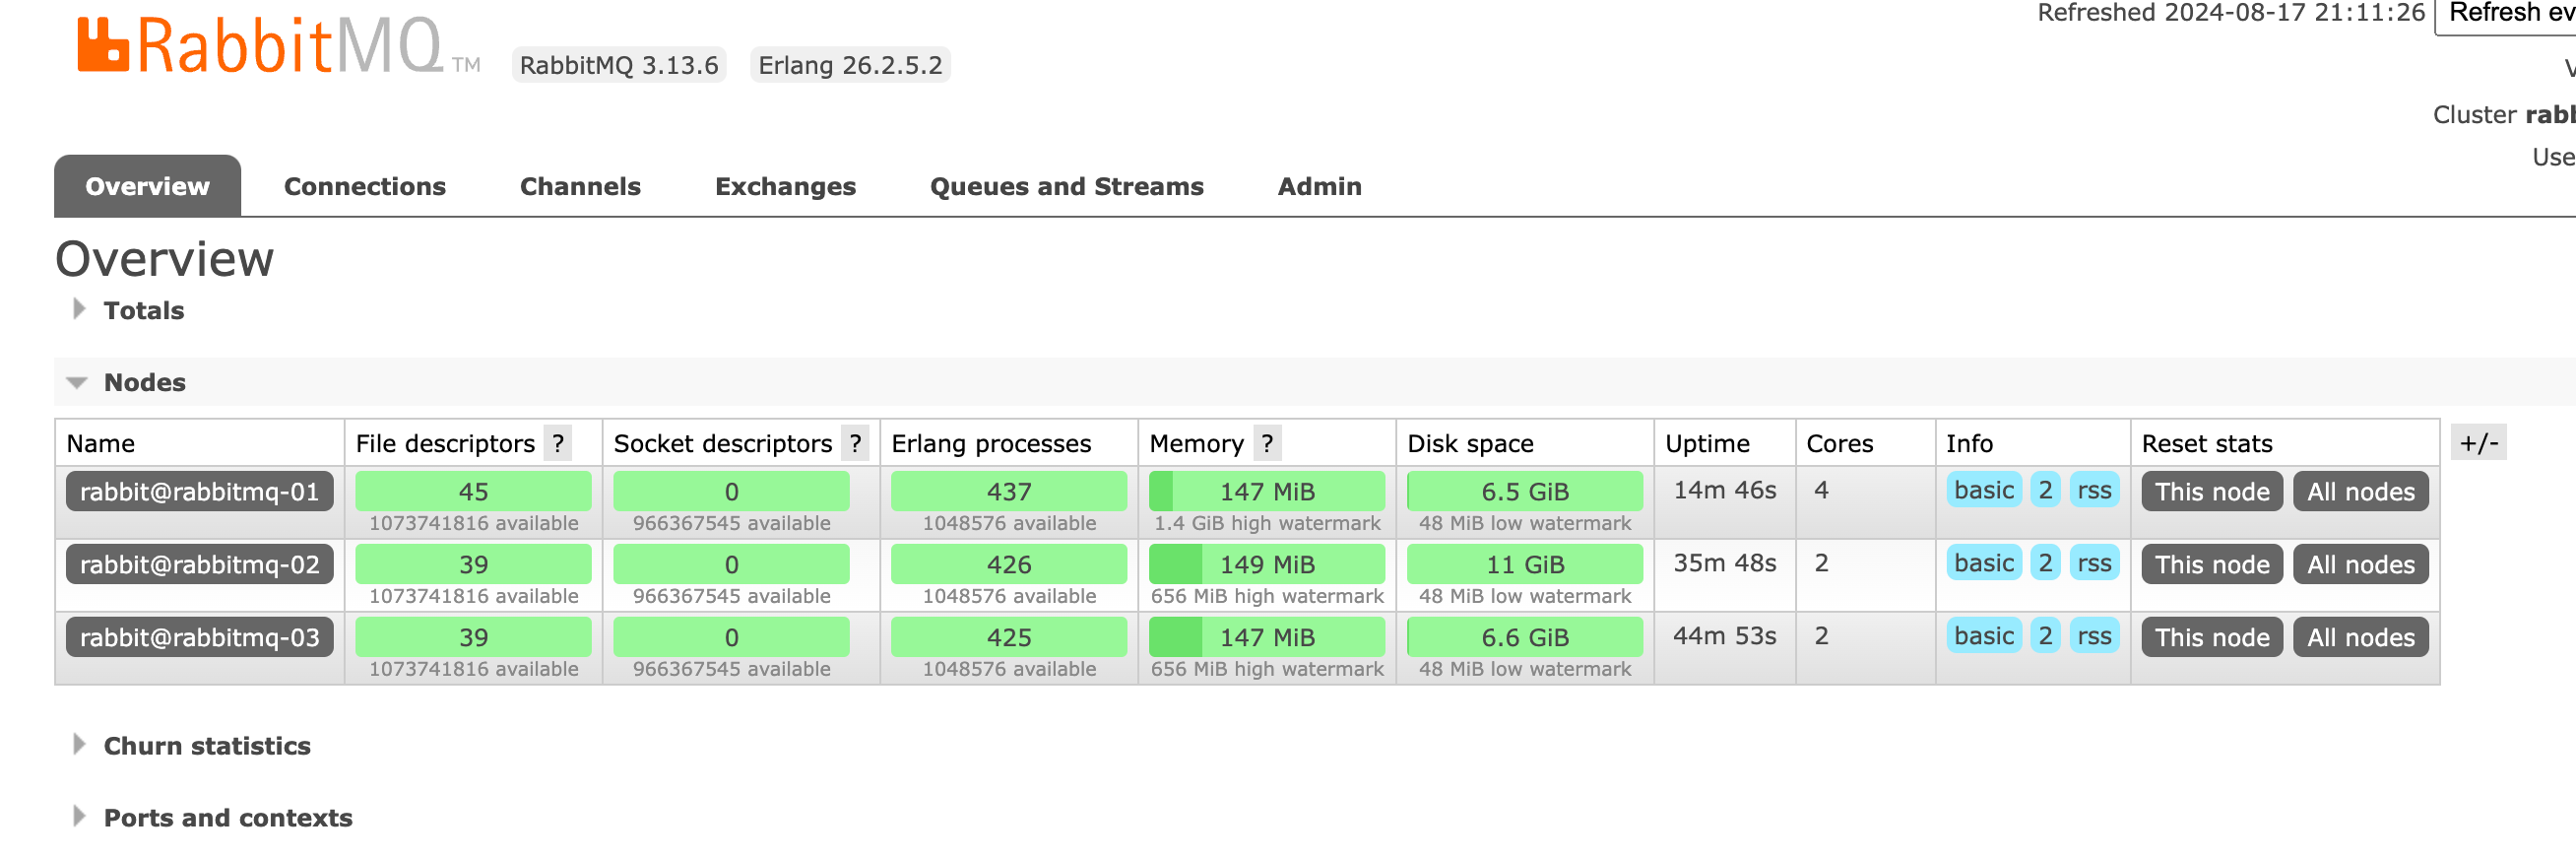 Refreshed 2024-08-17 21:11:26 Refresh ev
RabbitMQ TM RabbitMQ 3.13.6 Erlang 26.2.5.2
Cluster rabb
Use
Overview Connections Channels Exchanges Queues and Streams Admin
Overview
Totals
Nodes
Name File descriptors ? Socket descriptors ? Erlang processes Memory ? Disk space Uptime Cores Info Reset stats +/-
rabbit@rabbitmq-01 45 0 437 147 MiB 6.5 GiB 14m 46s 4 basic 2 rss This node All nodes
1073741816 available 966367545 available 1048576 available 1.4 GiB high watermark 48 MiB low watermark
rabbit@rabbitmq-02 39 0 426 149 MiB 11 GiB 35m 48s 2 basic 2 rss This node All nodes
1073741816 available 966367545 available 1048576 available 656 MiB high watermark 48 MiB low watermark
rabbit@rabbitmq-03 39 0 425 147 MiB 6.6 GiB 44m 53s 2 basic 2 rss This node All nodes
1073741816 available 966367545 available 1048576 available 656 MiB high watermark 48 MiB low watermark
Churn statistics
Ports and contexts